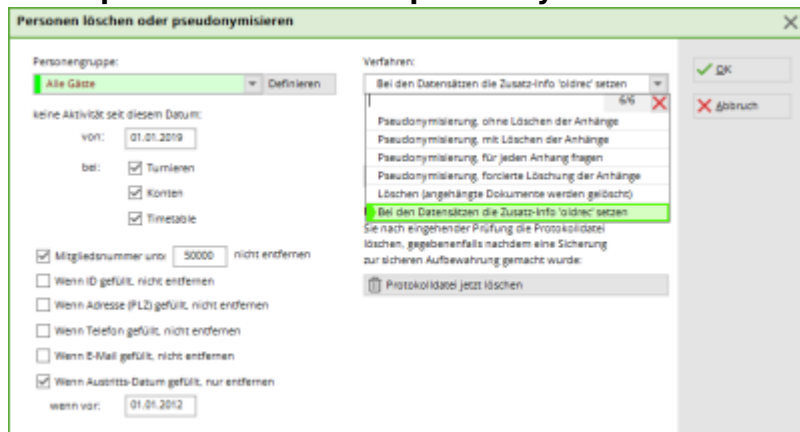 Personen löschen oder pseudonymisieren
Personengruppe:
Alle Gäste
Definieren
keine Aktivität seit diesem Datum:
von: 01.01.2019
bei: Turnieren
Konten
Timetable
Mitgliedsnummer unter 50000 nicht entfernen
Wenn ID gefüllt, nicht entfernen
Wenn Adresse (PLZ) gefüllt, nicht entfernen
Wenn Telefon gefüllt, nicht entfernen
Wenn E-Mail gefüllt, nicht entfernen
Wenn Austritts-Datum gefüllt, nur entfernen
wenn vor: 01.01.2012
Verfahren:
Bei den Datensätzen die Zusatz-Info 'oldrec' setzen
6/6
Pseudonymisierung, ohne Löschen der Anhänge
Pseudonymisierung, mit Löschen der Anhänge
Pseudonymisierung, für jeden Anhang fragen
Pseudonymisierung, forcierte Löschung der Anhänge
Löschen (angehängte Dokumente werden gelöscht)
Bei den Datensätzen die Zusatz-Info 'oldrec' setzen
Sie nach eingehender Prüfung die Protokolldatei
löschen, gegebenenfalls nachdem eine Sicherung
zur sicheren Aufbewahrung gemacht wurde:
Protokolldatei jetzt löschen
OK
Abbruch